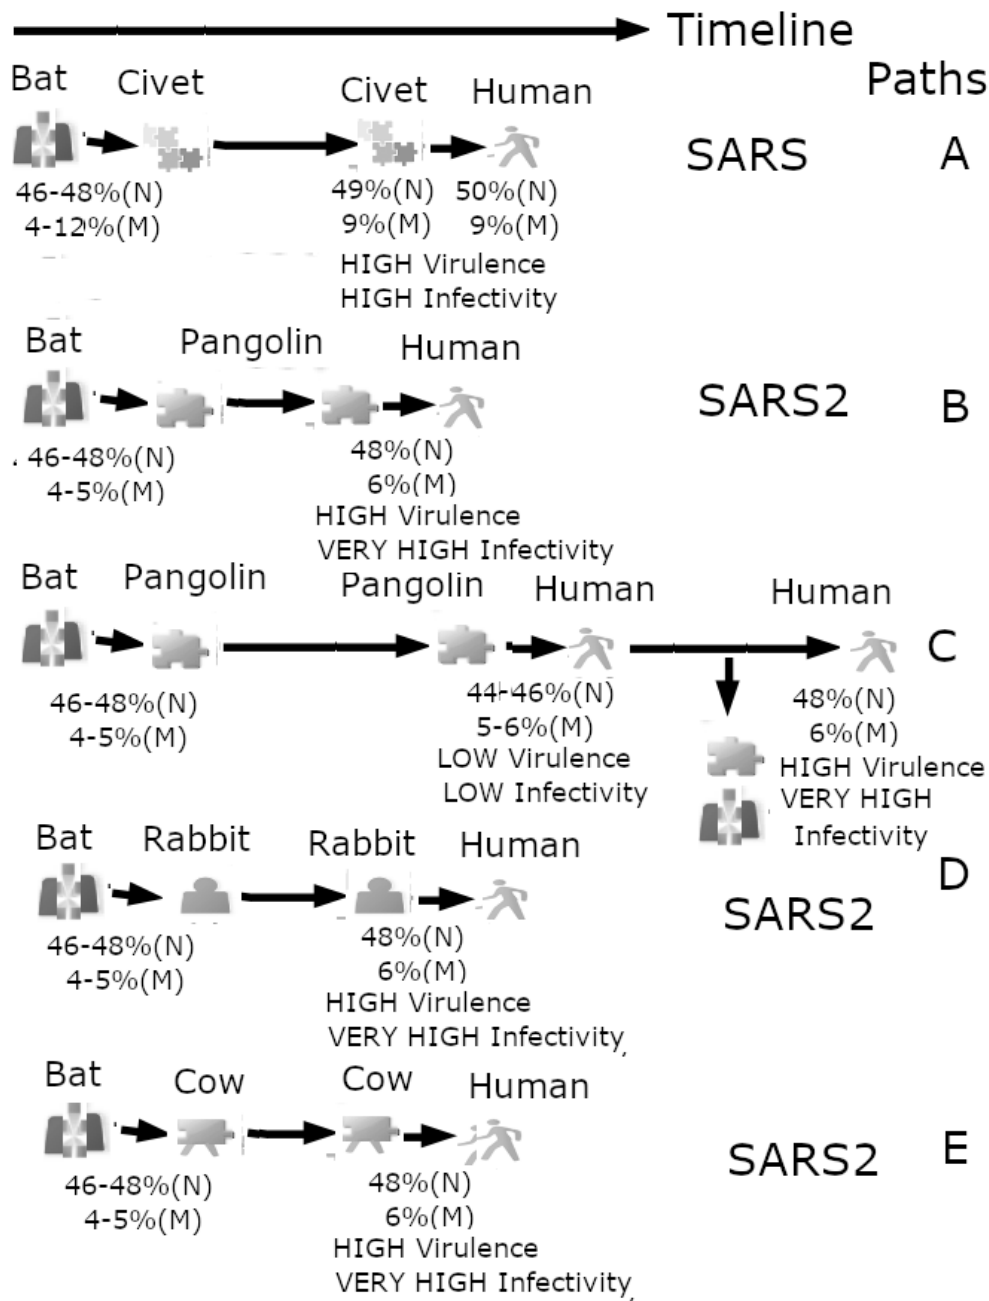 Timeline
Paths
Bat Civet Civet Human
SARS A
46-48%(N) 49%(N) 50%(N)
4-12%(M) 9%(M) 9%(M)
HIGH Virulence
HIGH Infectivity
Bat Pangolin Human
SARS2 B
46-48%(N) 48%(N)
4-5%(M) 6%(M)
HIGH Virulence
VERY HIGH Infectivity
Bat Pangolin Pangolin Human Human
C
46-48%(N) 44-46%(N) 48%(N)
4-5%(M) 5-6%(M) 6%(M)
LOW Virulence HIGH Virulence
LOW Infectivity VERY HIGH
Infectivity
Bat Rabbit Rabbit Human
D
SARS2
46-48%(N) 48%(N)
4-5%(M) 6%(M)
HIGH Virulence
VERY HIGH Infectivity
Bat Cow Cow Human
SARS2 E
46-48%(N) 48%(N)
4-5%(M) 6%(M)
HIGH Virulence
VERY HIGH Infectivity